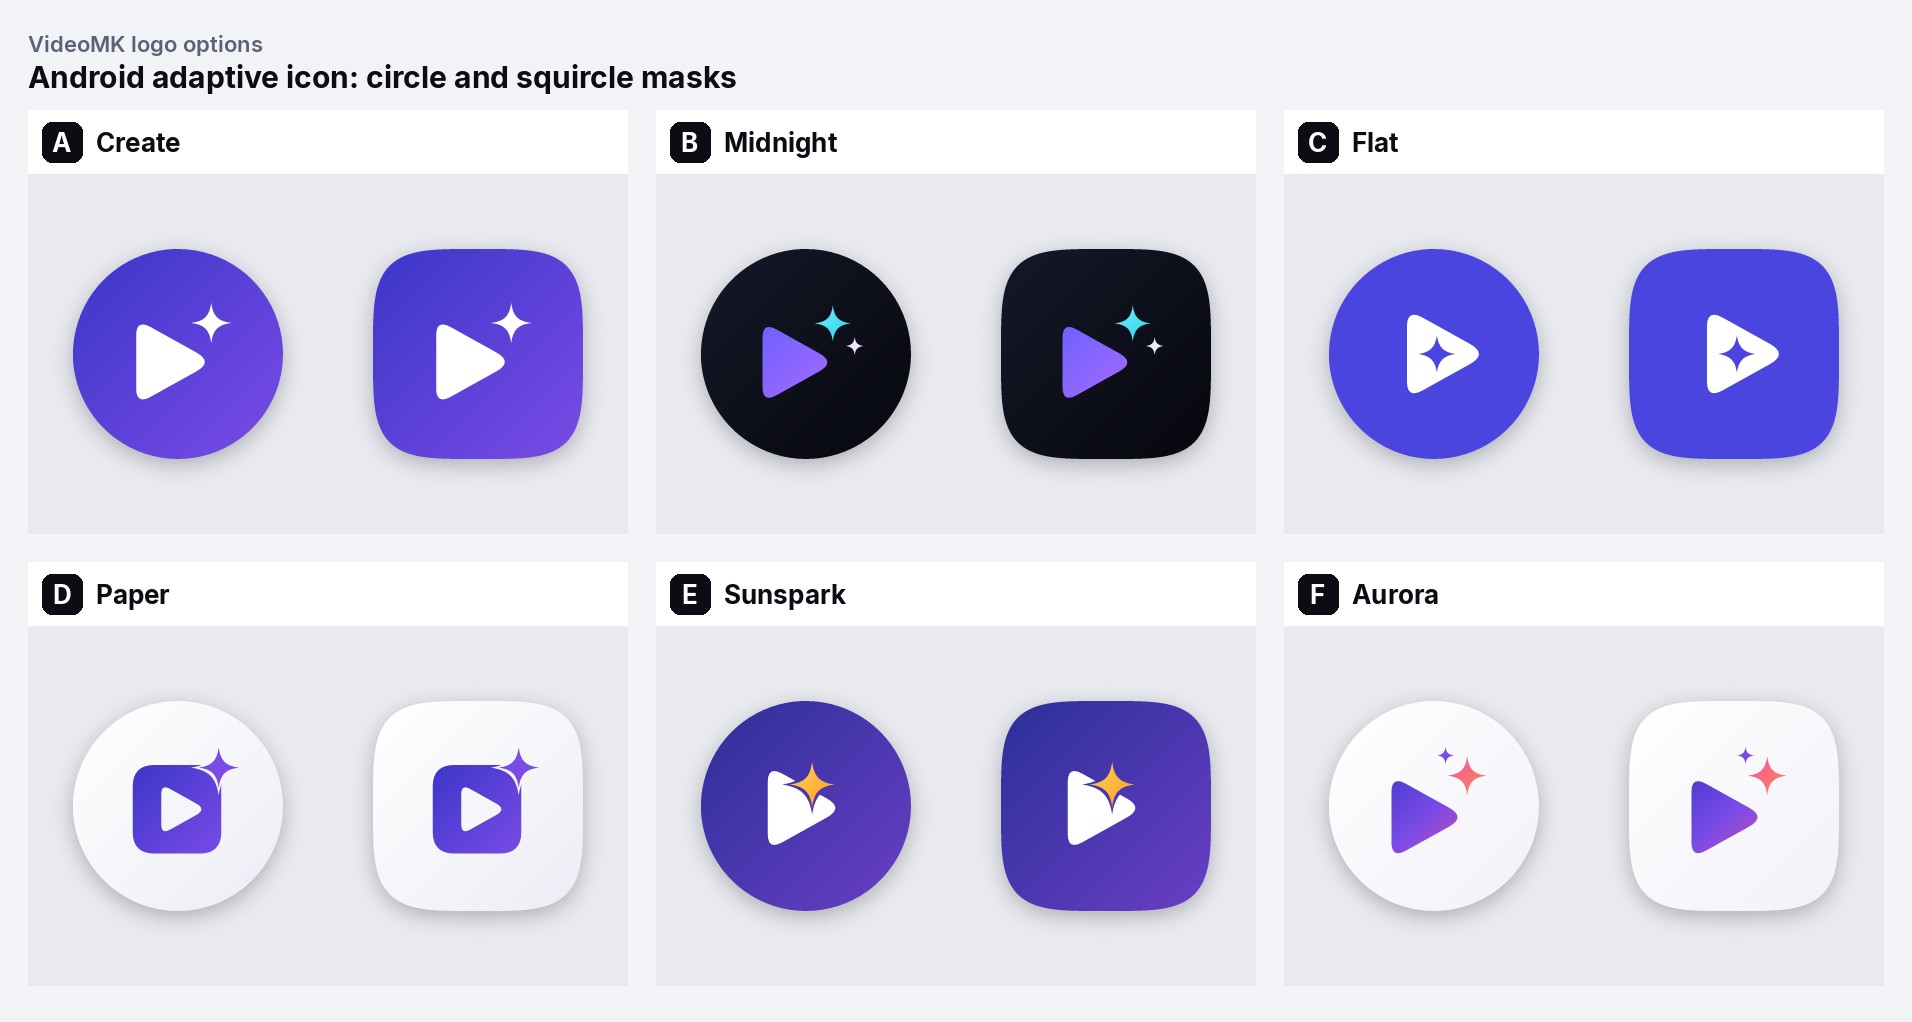 VideoMK logo options
Android adaptive icon: circle and squircle masks
A Create
B Midnight
C Flat
D Paper
E Sunspark
F Aurora